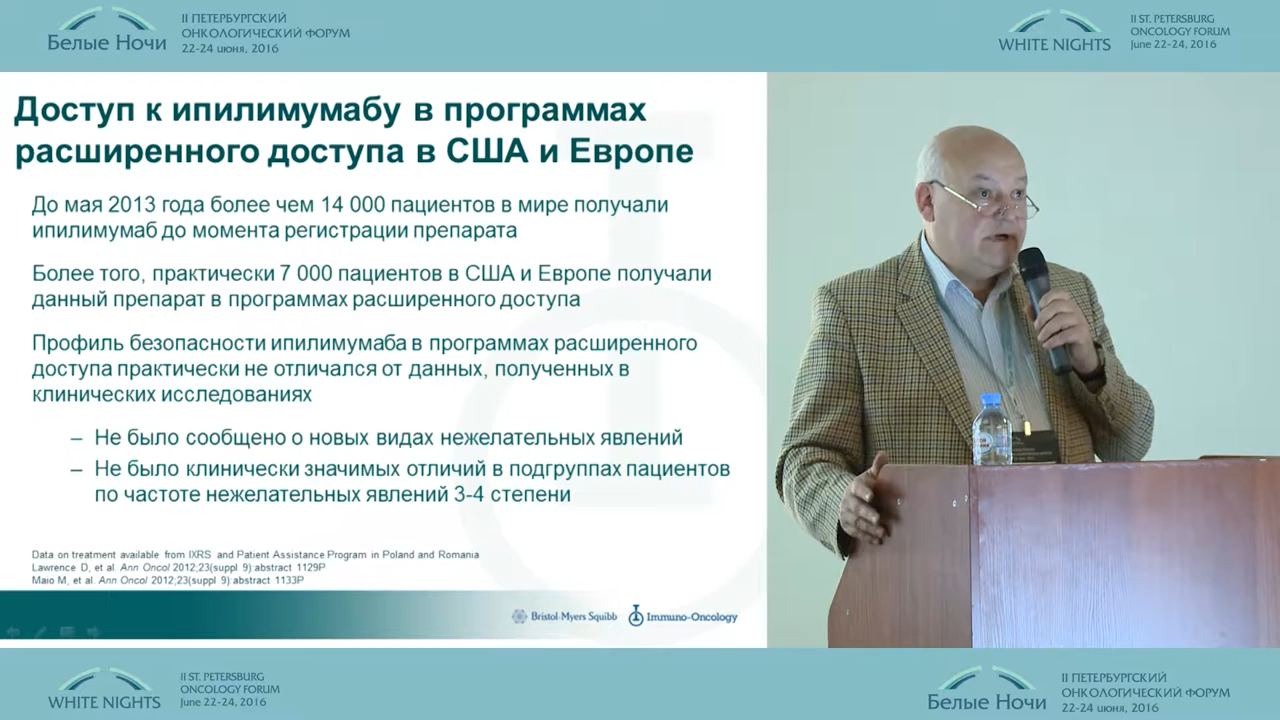 Белые Ночи
II ПЕТЕРБУРГСКИЙ
ОНКОЛОГИЧЕСКИЙ ФОРУМ
22-24 июня, 2016
WHITE NIGHTS
II ST. PETERSBURG
ONCOLOGY FORUM
June 22-24, 2016
Доступ к ипилимумабу в программах
расширенного доступа в США и Европе
До мая 2013 года более чем 14 000 пациентов в мире получали
ипилимумаб до момента регистрации препарата
Более того, практически 7 000 пациентов в США и Европе получали
данный препарат в программах расширенного доступа
Профиль безопасности ипилимумаба в программах расширенного
доступа практически не отличался от данных, полученных в
клинических исследованиях
– Не было сообщено о новых видах нежелательных явлений
– Не было клинически значимых отличий в подгруппах пациентов
по частоте нежелательных явлений 3-4 степени
Data on treatment available from IXRS and Patient Assistance Program in Poland and Romania
Lawrence D, et al. Ann Oncol 2012;23(suppl 9):abstract 1129P
Maio M, et al. Ann Oncol 2012;23(suppl 9):abstract 1133P
Bristol-Myers Squibb
Immuno-Oncology
WHITE NIGHTS
II ST. PETERSBURG
ONCOLOGY FORUM
June 22-24, 2016
Белые Ночи
II ПЕТЕРБУРГСКИЙ
ОНКОЛОГИЧЕСКИЙ ФОРУМ
22-24 июня, 2016